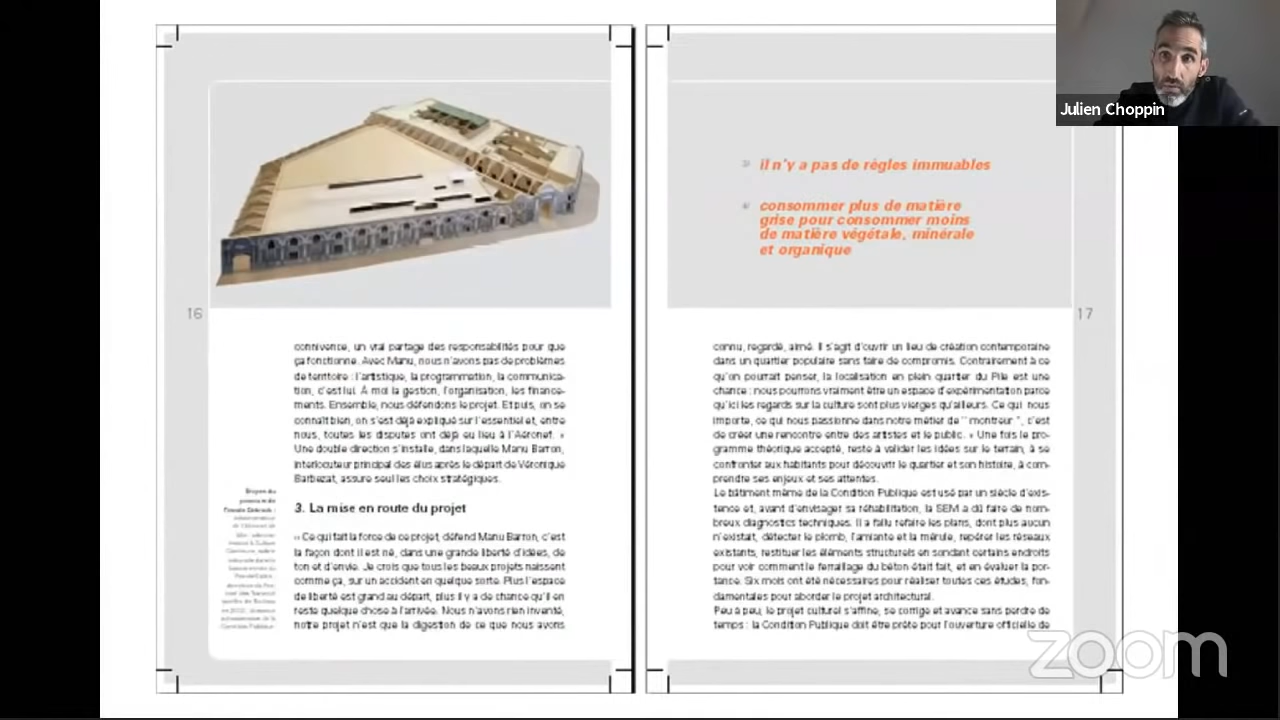 Julien Choppin
il n'y a pas de règles immuables
consommer plus de matière
grise pour consommer moins
de matière végétale, minérale
et organique
16
17
connivence, un vrai partage des responsabilités pour que
ça fonctionne. Avec Manu, nous n'avons pas de problèmes
de territoire : l'artistique, la programmation, la communica-
tion, c'est lui. À moi la gestion, l'organisation, les finance-
ments. Ensemble, nous défendons le projet. Et puis, on se
connaît bien, on s'est déjà expliqué sur l'essentiel et, entre
nous, toutes les disputes ont déjà eu lieu à l'Aéronef. »
Une double direction s'installe, dans laquelle Manu Barron,
interlocuteur principal des élus après le départ de Véronique
Barbezat, assure seul les choix stratégiques.
3. La mise en route du projet
« Ce qui fait la force de ce projet, défend Manu Barron, c'est
la façon dont il est né, dans une grande liberté d'idées, de
ton et d'envie. Je crois que tous les beaux projets naissent
comme ça, sur un accident en quelque sorte. Plus l'espace
de liberté est grand au départ, plus il y a de chance qu'il en
reste quelque chose à l'arrivée. Nous n'avons rien inventé,
notre projet n'est que la digestion de ce que nous avons
connu, regardé, aimé. Il s'agit d'ouvrir un lieu de création contemporaine
dans un quartier populaire sans faire de compromis. Contrairement à ce
qu'on pourrait penser, la localisation en plein quartier du Pile est une
chance : nous pourrons vraiment être un espace d'expérimentation parce
qu'ici les regards sur la culture sont plus vierges qu'ailleurs. Ce qui nous
importe, ce qui nous passionne dans notre métier de " montreur ", c'est
de créer une rencontre entre des artistes et le public. » Une fois le pro-
gramme théorique accepté, reste à valider les idées sur le terrain, à se
confronter aux habitants pour découvrir le quartier et son histoire, à com-
prendre ses enjeux et ses attentes.
Le bâtiment même de la Condition Publique est usé par un siècle d'exis-
tence et, avant d'envisager sa réhabilitation, la SEM a dû faire de nom-
breux diagnostics techniques. Il a fallu refaire les plans, dont plus aucun
n'existait, détecter le plomb, l'amiante et la mérule, repérer les réseaux
existants, restituer les éléments structurels en sondant certains endroits
pour voir comment le ferraillage du béton était fait, et en évaluer la por-
tance. Six mois ont été nécessaires pour réaliser toutes ces études, fon-
damentales pour aborder le projet architectural.
Peu à peu, le projet culturel s'affine, se corrige et avance sans perdre de
temps : la Condition Publique doit être prête pour l'ouverture officielle de
zoom